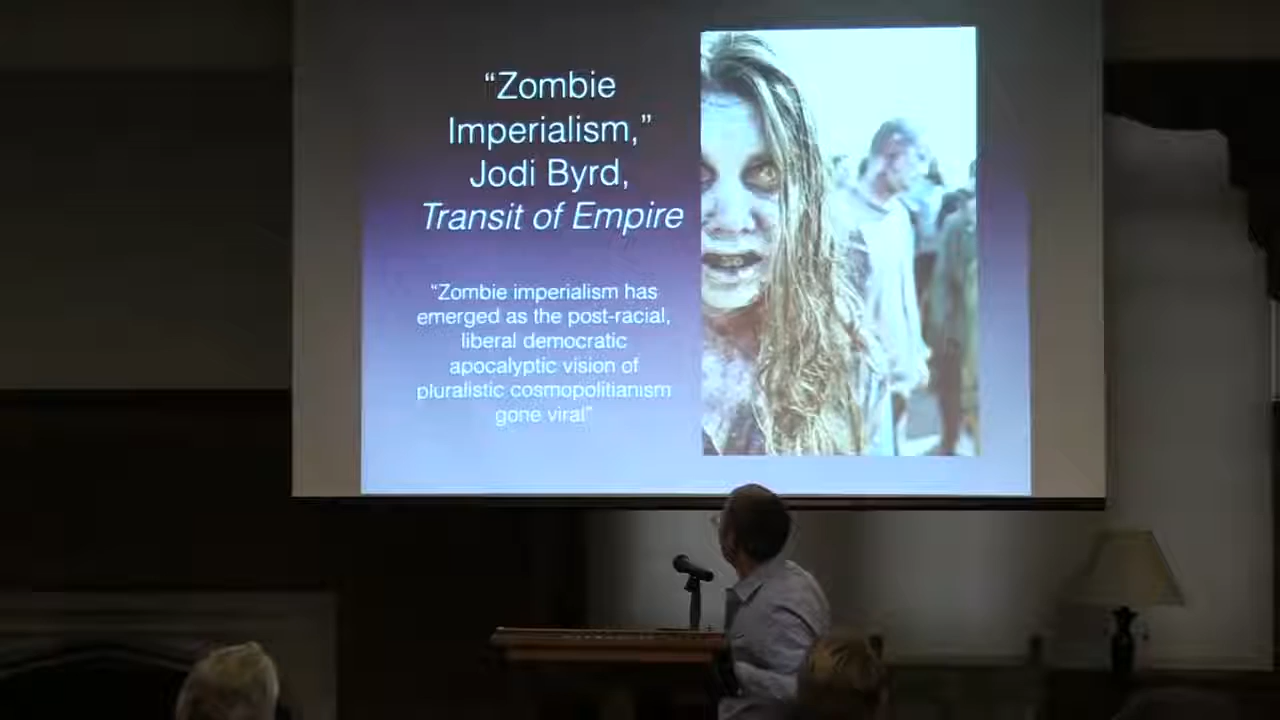 “Zombie
Imperialism,”
Jodi Byrd,
Transit of Empire
“Zombie imperialism has
emerged as the post-racial,
liberal democratic
apocalyptic vision of
pluralistic cosmopolitianism
gone viral”